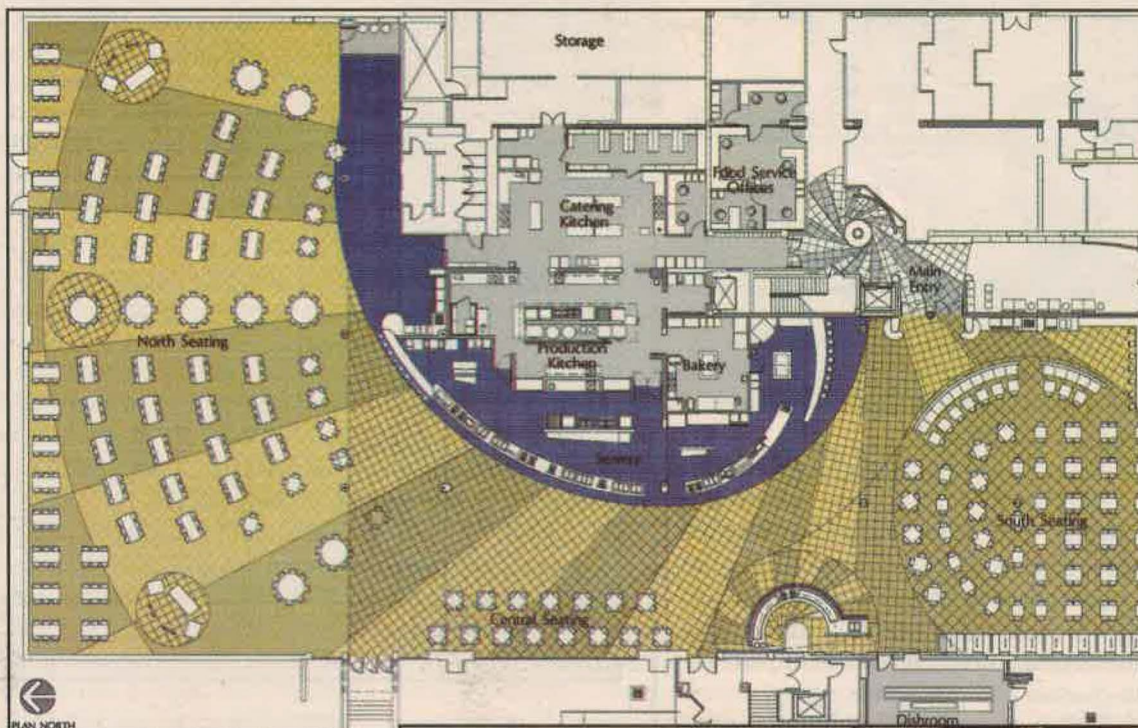 Storage
Food Service
Offices
Catering
Kitchen
Main
Entry
North Seating
Production
Kitchen
Bakery
Servery
South Seating
Central Seating
PLAN NORTH
Dishroom